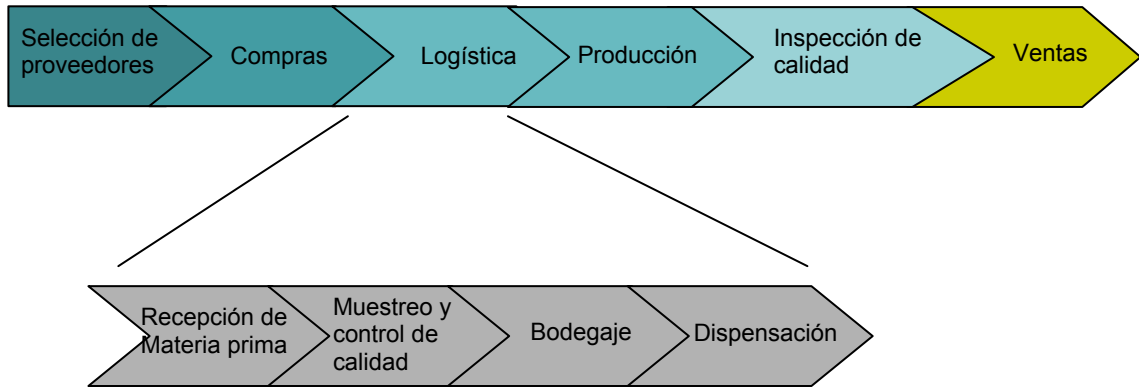 Selección de
proveedores
Compras
Logística
Producción
Inspección de
calidad
Ventas
Recepción de
Materia prima
Muestreo y
control de
calidad
Bodegaje
Dispensación